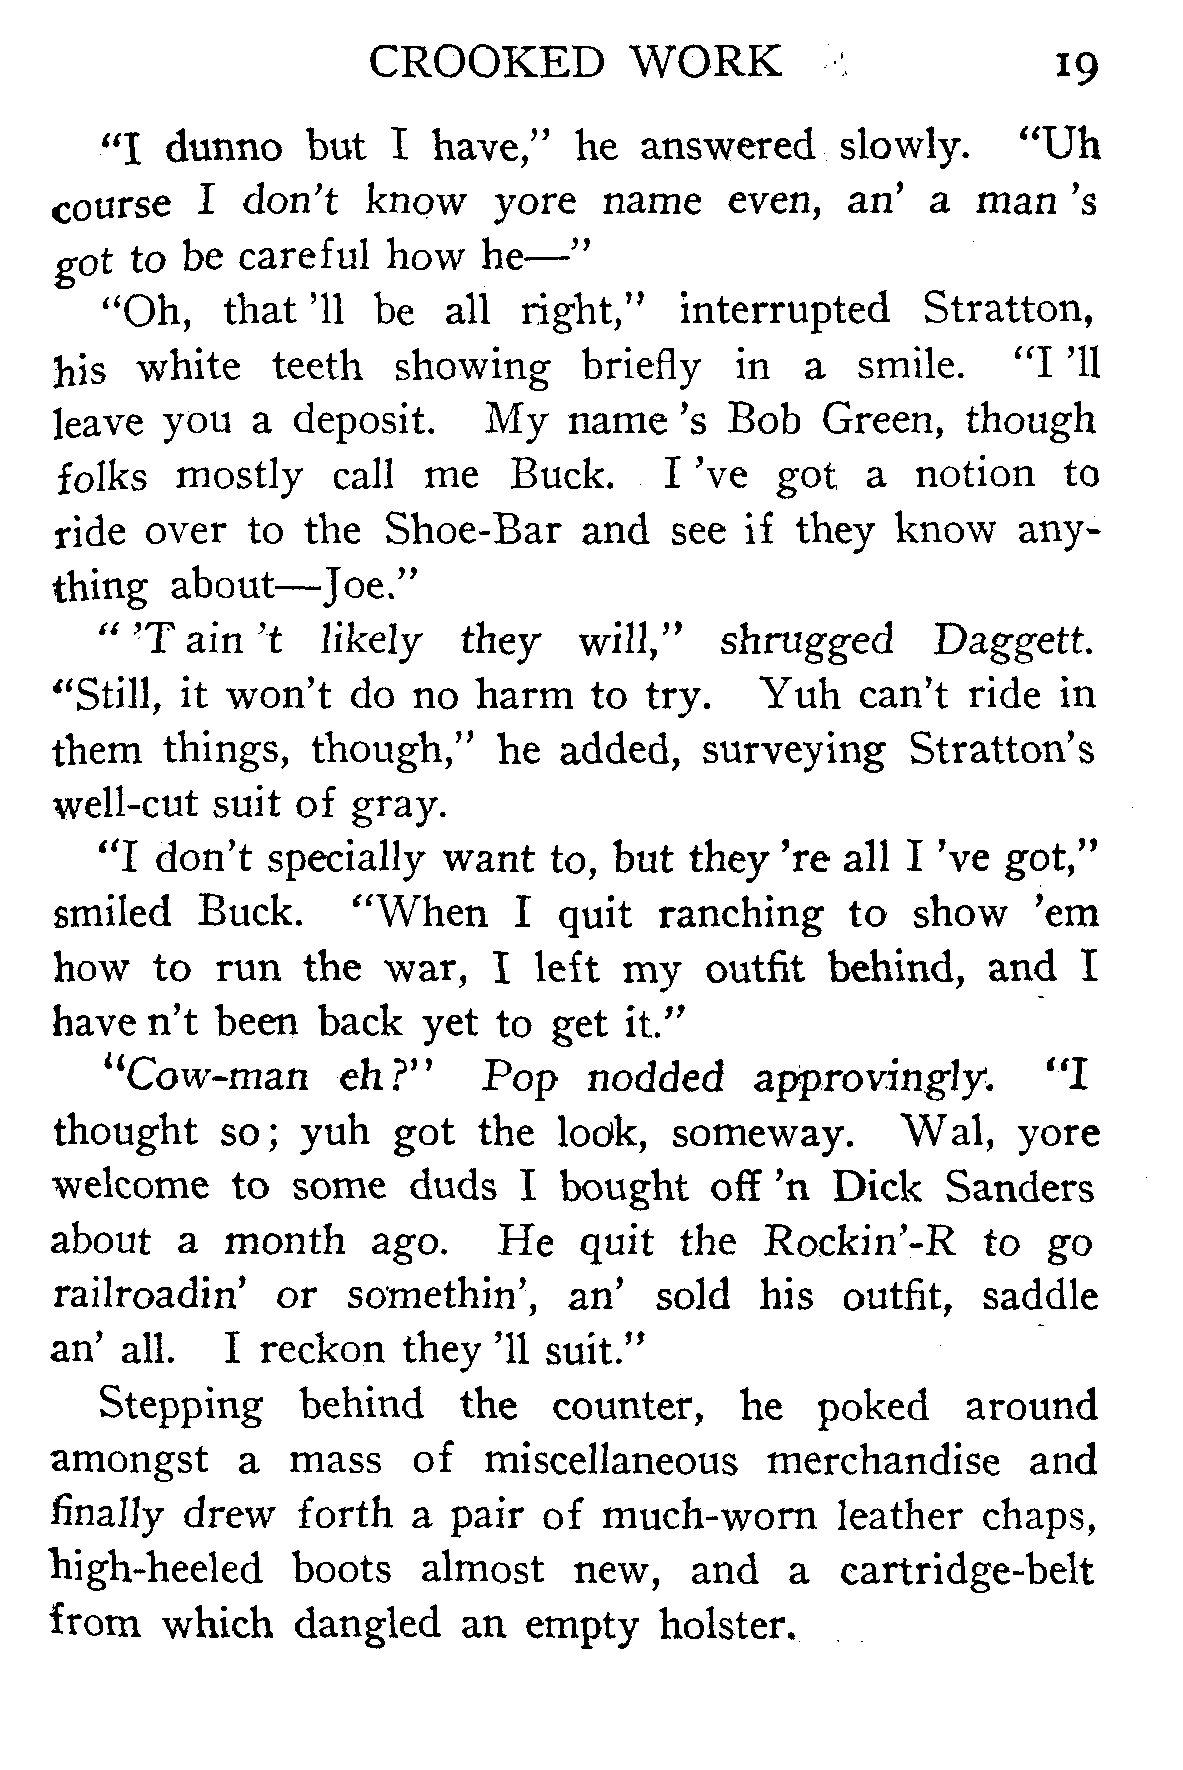 CROOKED WORK 19
“I dunno but I have,” he answered slowly. “Uh
course I don’t know yore name even, an’ a man ’s
got to be careful how he—”
“Oh, that ’ll be all right,” interrupted Stratton,
his white teeth showing briefly in a smile. “I ’ll
leave you a deposit. My name ’s Bob Green, though
folks mostly call me Buck. I ’ve got a notion to
ride over to the Shoe-Bar and see if they know any-
thing about—Joe.”
“ ’T ain ’t likely they will,” shrugged Daggett.
“Still, it won’t do no harm to try. Yuh can’t ride in
them things, though,” he added, surveying Stratton’s
well-cut suit of gray.
“I don’t specially want to, but they ’re all I ’ve got,”
smiled Buck. “When I quit ranching to show ’em
how to run the war, I left my outfit behind, and I
have n’t been back yet to get it.”
“Cow-man eh?” Pop nodded approvingly. “I
thought so; yuh got the look, someway. Wal, yore
welcome to some duds I bought off ’n Dick Sanders
about a month ago. He quit the Rockin’-R to go
railroadin’ or somethin’, an’ sold his outfit, saddle
an’ all. I reckon they ’ll suit.”
Stepping behind the counter, he poked around
amongst a mass of miscellaneous merchandise and
finally drew forth a pair of much-worn leather chaps,
high-heeled boots almost new, and a cartridge-belt
from which dangled an empty holster.